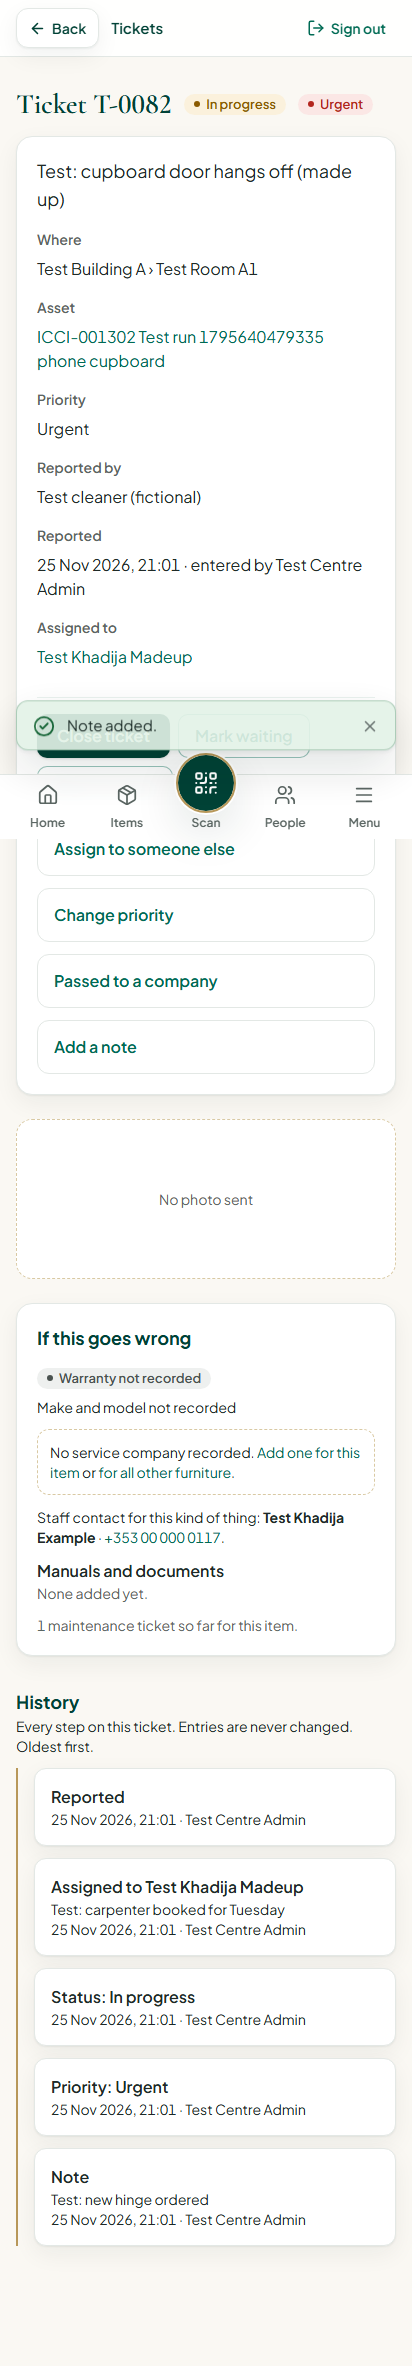 Back
Tickets
Sign out
Ticket T-0082
In progress
Urgent
Test: cupboard door hangs off (made
up)
Where
Test Building A › Test Room A1
Asset
ICCI-001302 Test run 1795640479335
phone cupboard
Priority
Urgent
Reported by
Test cleaner (fictional)
Reported
25 Nov 2026, 21:01 · entered by Test Centre
Admin
Assigned to
Test Khadija Madeup
Note added.
Close ticket
Mark waiting
Home
Items
Scan
People
Menu
Assign to someone else
Change priority
Passed to a company
Add a note
No photo sent
If this goes wrong
Warranty not recorded
Make and model not recorded
No service company recorded. Add one for this
item or for all other furniture.
Staff contact for this kind of thing: Test Khadija
Example · +353 00 000 0117.
Manuals and documents
None added yet.
1 maintenance ticket so far for this item.
History
Every step on this ticket. Entries are never changed.
Oldest first.
Reported
25 Nov 2026, 21:01 · Test Centre Admin
Assigned to Test Khadija Madeup
Test: carpenter booked for Tuesday
25 Nov 2026, 21:01 · Test Centre Admin
Status: In progress
25 Nov 2026, 21:01 · Test Centre Admin
Priority: Urgent
25 Nov 2026, 21:01 · Test Centre Admin
Note
Test: new hinge ordered
25 Nov 2026, 21:01 · Test Centre Admin